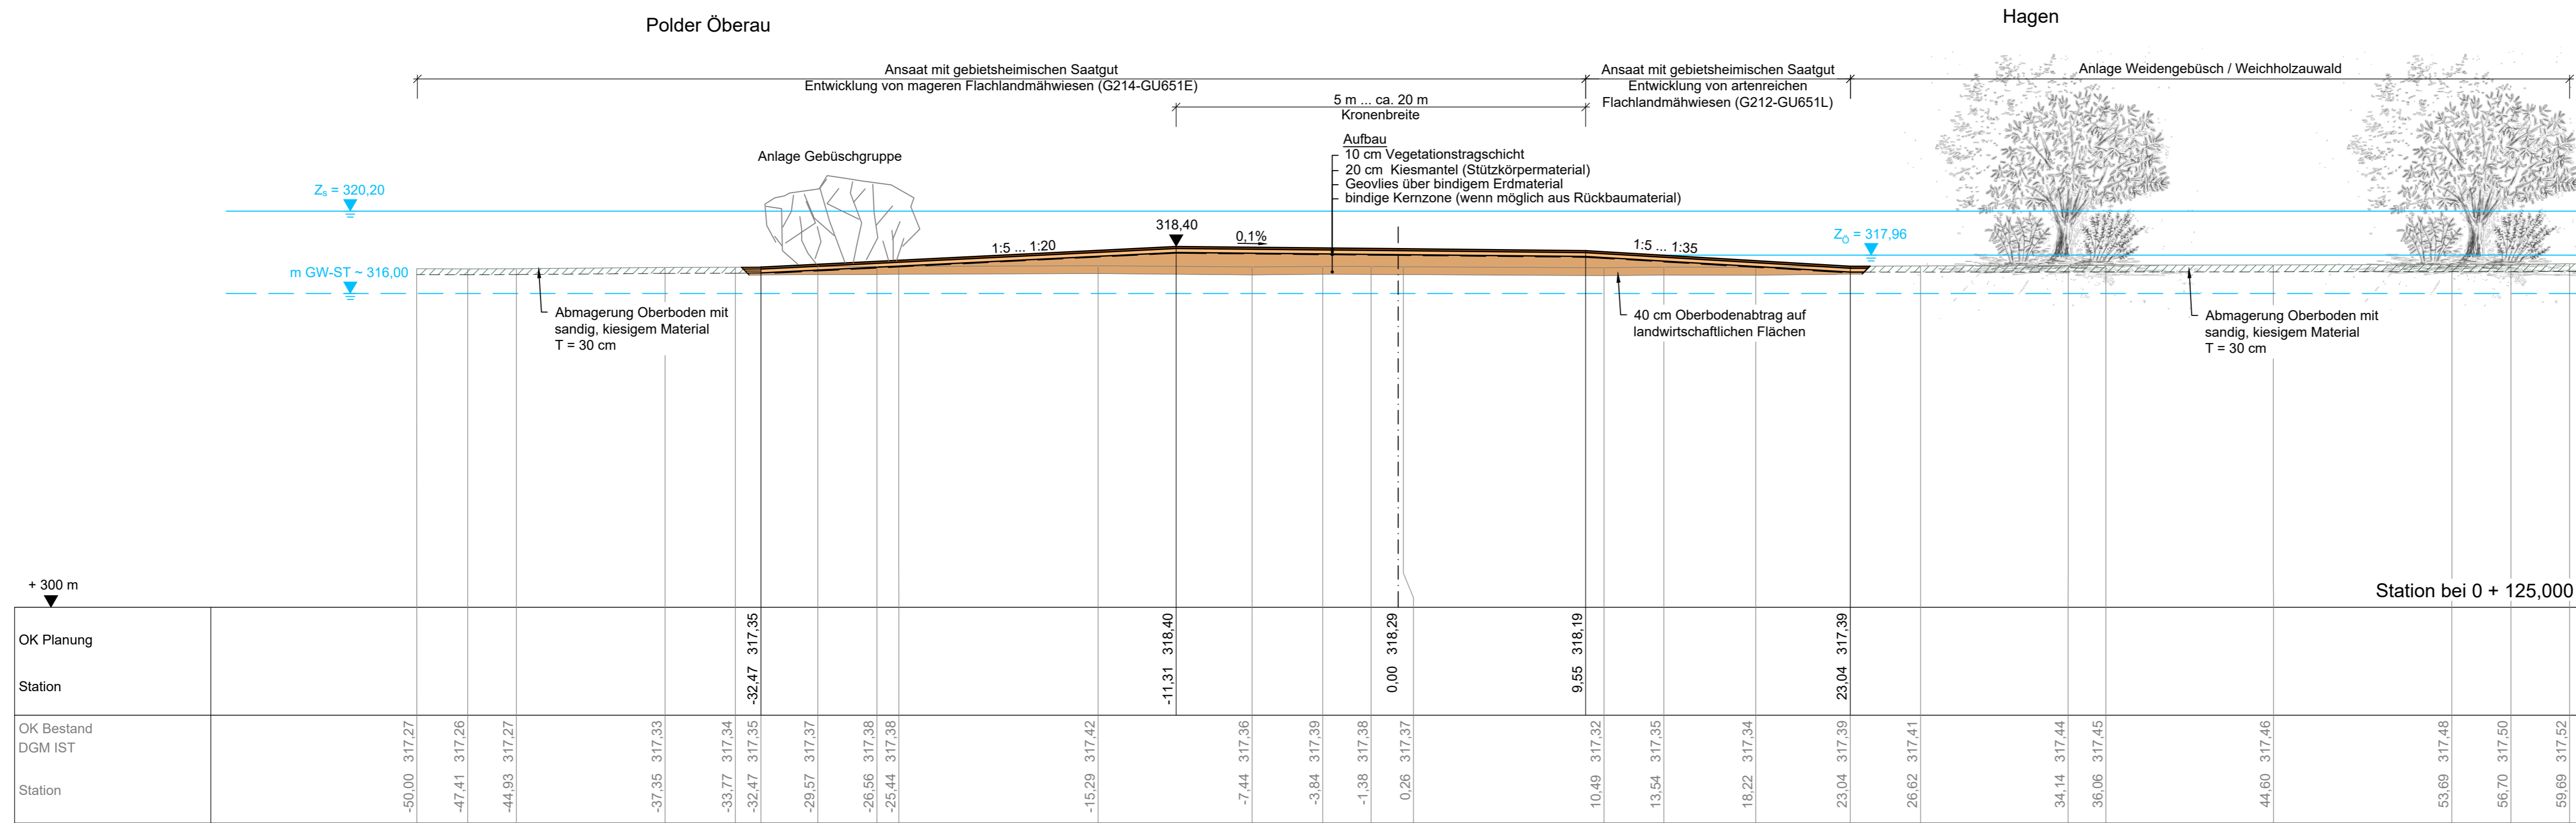 Polder Öberau
Hagen
Ansaat mit gebietsheimischen Saatgut
Entwicklung von mageren Flachlandmähwiesen (G214-GU651E)
Ansaat mit gebietsheimischen Saatgut
Entwicklung von artenreichen
Flachlandmähwiesen (G212-GU651L)
Anlage Weidengebüsch / Weichholzauwald
5 m ... ca. 20 m
Kronenbreite
Anlage Gebüschgruppe
Aufbau
10 cm Vegetationstragschicht
20 cm Kiesmantel (Stützkörpermaterial)
Geovlies über bindigem Erdmaterial
bindige Kernzone (wenn möglich aus Rückbaumaterial)
Zₛ = 320,20
318,40
0,1%
1:5 ... 1:20
1:5 ... 1:35
Z_Ö = 317,96
m GW-ST ~ 316,00
Abmagerung Oberboden mit
sandig, kiesigem Material
T = 30 cm
40 cm Oberbodenabtrag auf
landwirtschaftlichen Flächen
Abmagerung Oberboden mit
sandig, kiesigem Material
T = 30 cm
+ 300 m
Station bei 0 + 125,000
OK Planung
317,35 318,40 318,29 318,19 317,39
Station
-32,47 -11,31 0,00 9,55 23,04
OK Bestand
DGM IST
317,27 317,26 317,27 317,33 317,34 317,35 317,37 317,38 317,38 317,42 317,36 317,39 317,38 317,37 317,32 317,35 317,34 317,39 317,41 317,44 317,45 317,46 317,48 317,50 317,52
Station
-50,00 -47,41 -44,93 -37,35 -33,77 -32,47 -29,57 -26,56 -25,44 -15,29 -7,44 -3,84 -1,38 0,26 10,49 13,54 18,22 23,04 26,62 34,14 36,06 44,60 53,69 56,70 59,69